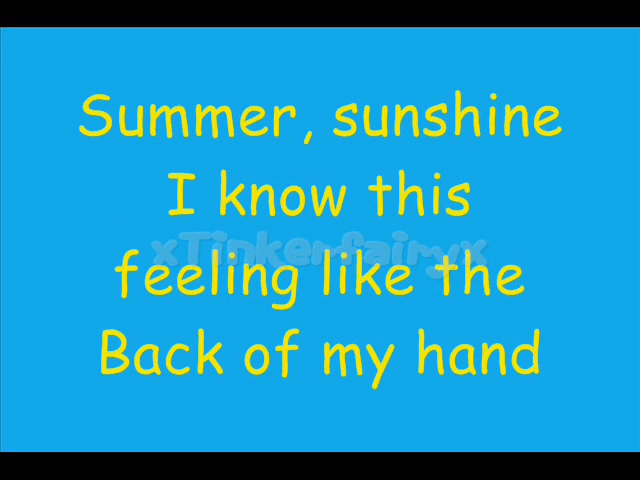 Summer, sunshine
I know this
xTinkerfairyx
feeling like the
Back of my hand